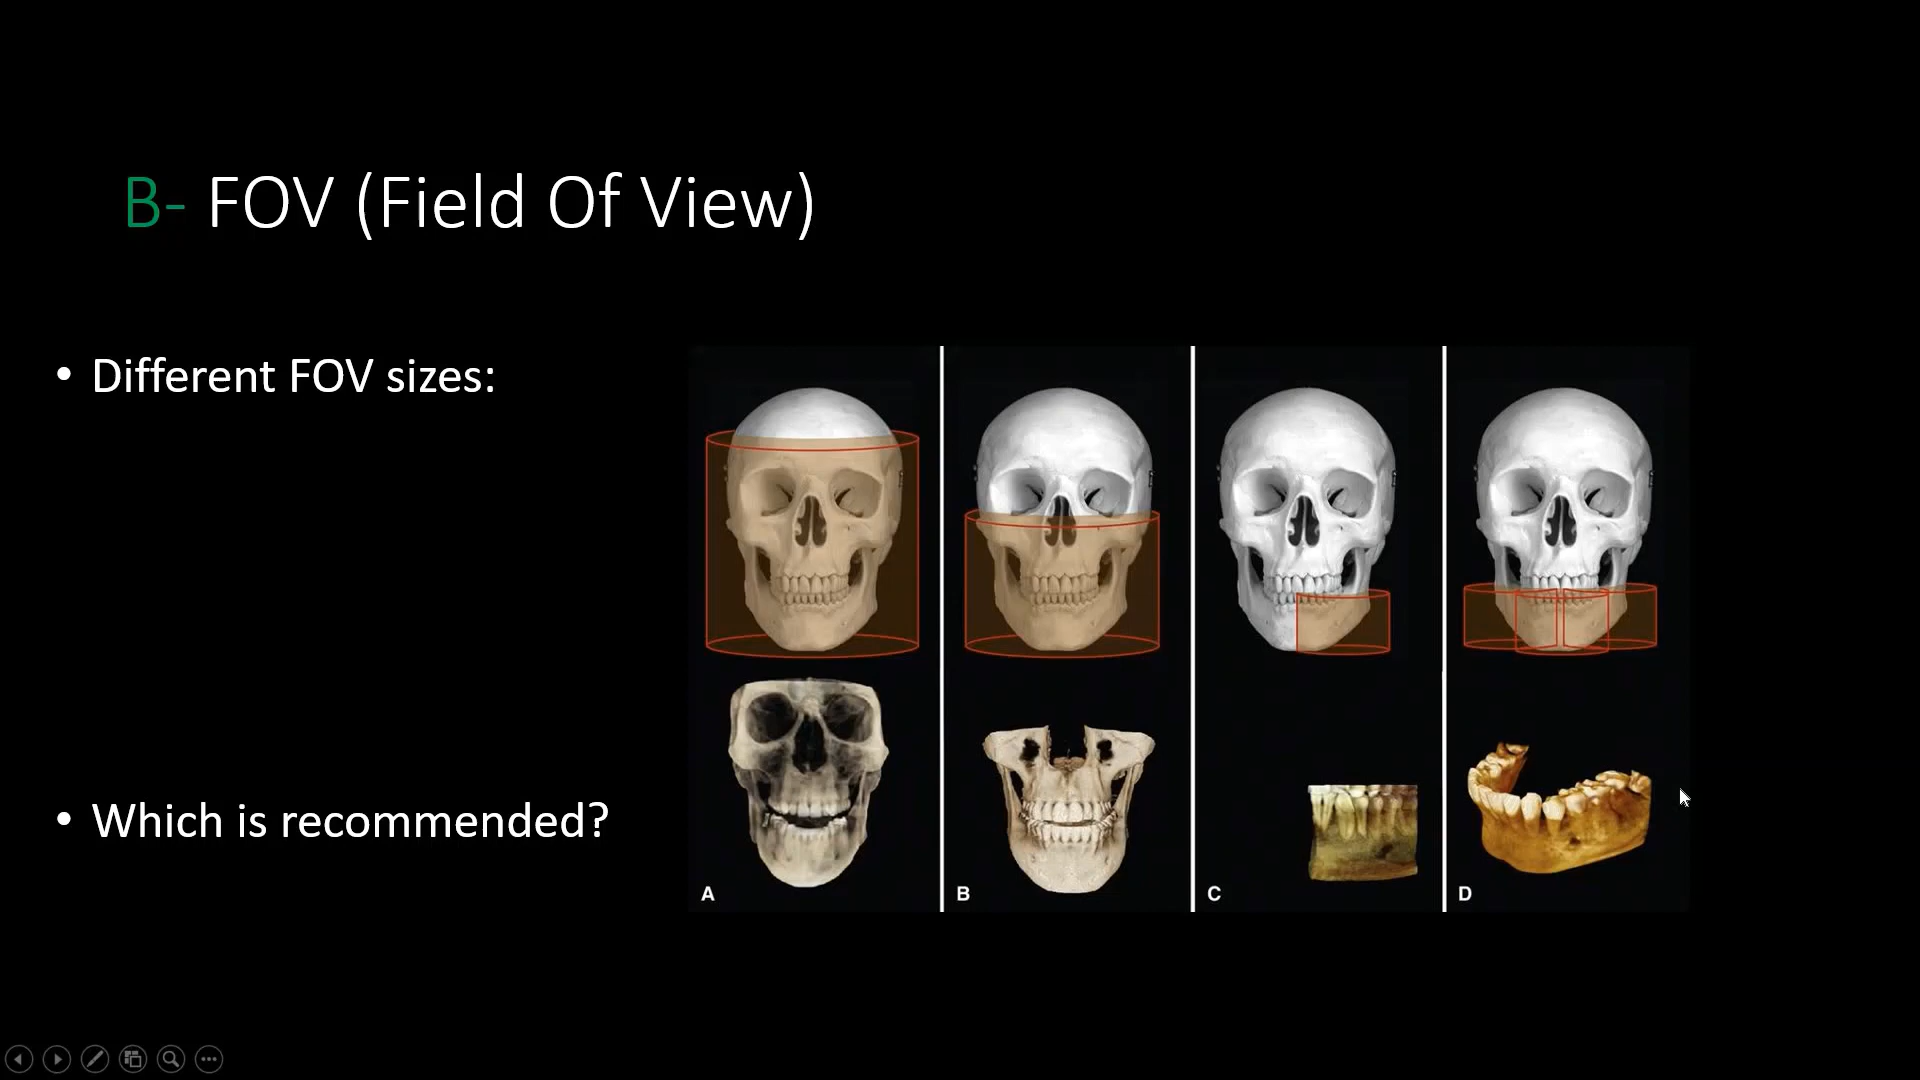 B- FOV (Field Of View)
• Different FOV sizes:
• Which is recommended?
A
B
C
D